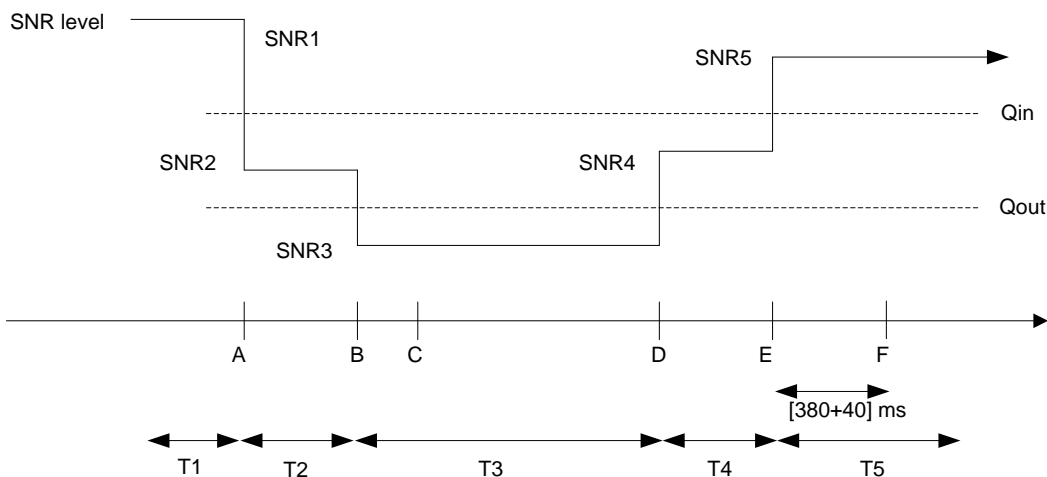 SNR level
SNR1
SNR5
Qin
SNR2
SNR4
Qout
SNR3
A B C D E F
[380+40] ms
T1 T2 T3 T4 T5